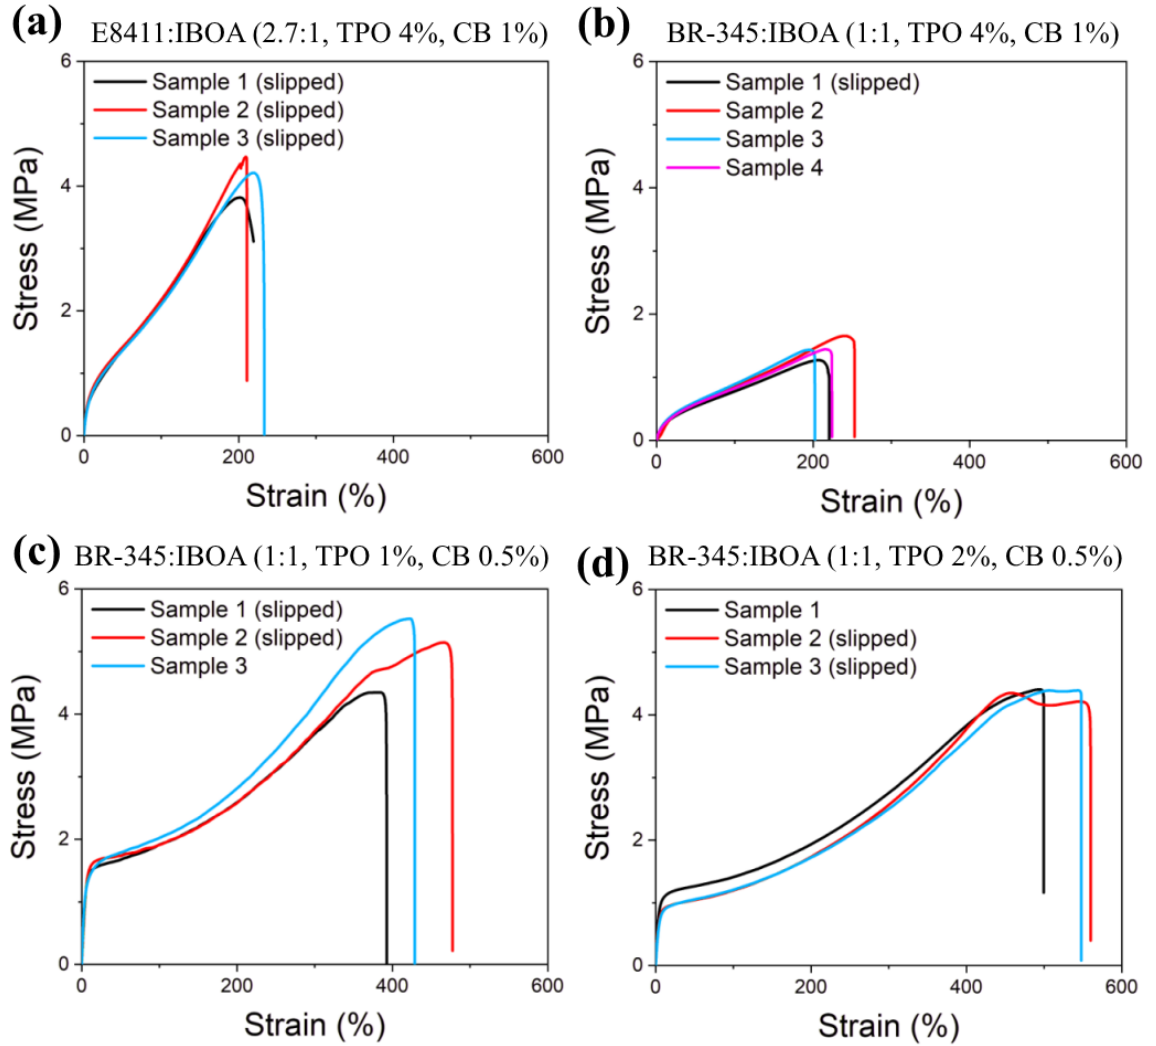 (a) E8411:IBOA (2.7:1, TPO 4%, CB 1%)
6
4
2
0
Stress (MPa)
Sample 1 (slipped)
Sample 2 (slipped)
Sample 3 (slipped)
0 200 400 600
Strain (%)
(b) BR-345:IBOA (1:1, TPO 4%, CB 1%)
6
4
2
0
Stress (MPa)
Sample 1 (slipped)
Sample 2
Sample 3
Sample 4
0 200 400 600
Strain (%)
(c) BR-345:IBOA (1:1, TPO 1%, CB 0.5%)
6
4
2
0
Stress (MPa)
Sample 1 (slipped)
Sample 2 (slipped)
Sample 3
0 200 400 600
Strain (%)
(d) BR-345:IBOA (1:1, TPO 2%, CB 0.5%)
6
4
2
0
Stress (MPa)
Sample 1
Sample 2 (slipped)
Sample 3 (slipped)
0 200 400 600
Strain (%)